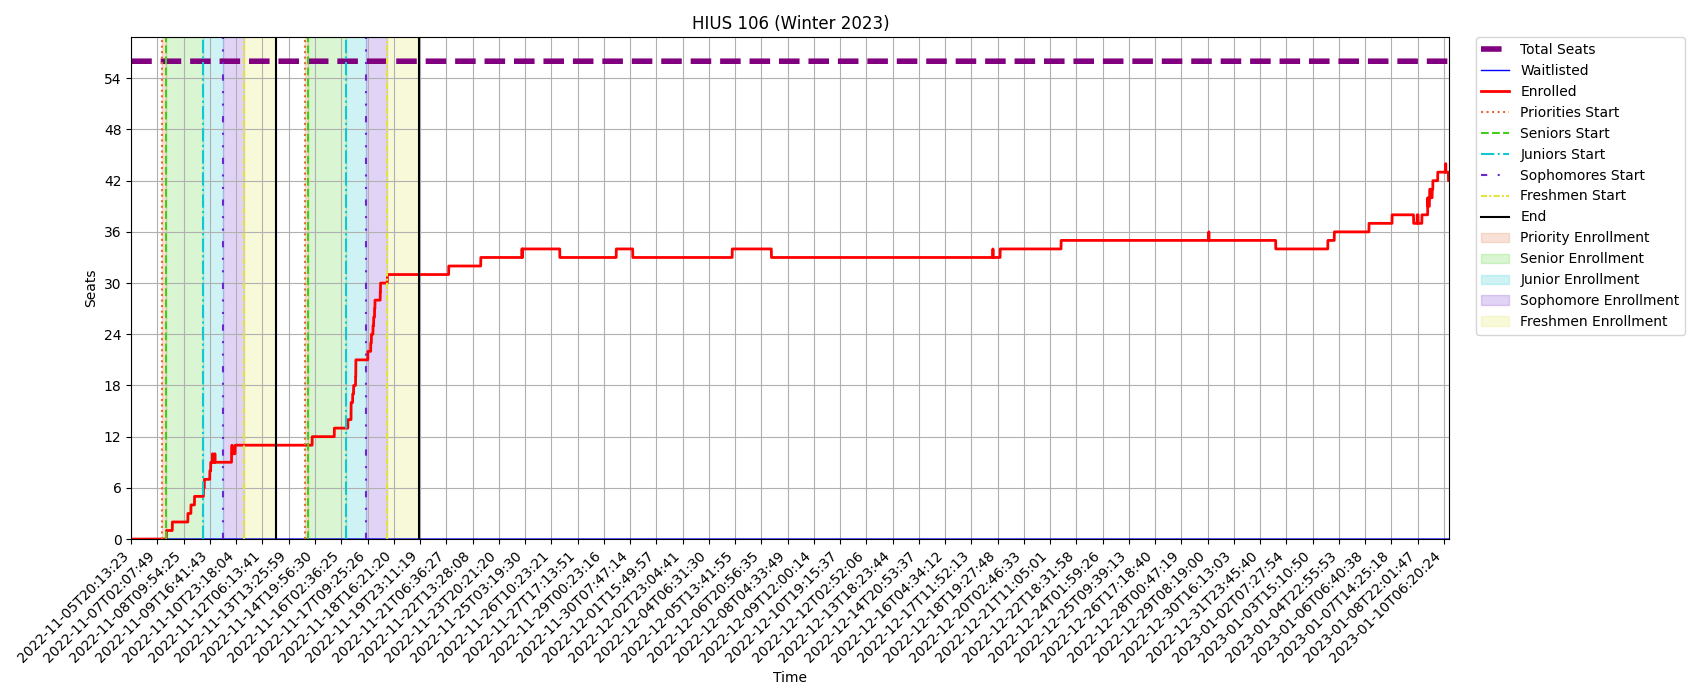 HIUS 106 (Winter 2023)
Seats
54
48
42
36
30
24
18
12
6
0
2022-11-05T20:13:23
2022-11-07T02:07:49
2022-11-08T09:54:25
2022-11-09T16:41:43
2022-11-10T23:18:04
2022-11-12T06:13:41
2022-11-13T13:25:59
2022-11-14T19:56:30
2022-11-16T02:36:25
2022-11-17T09:25:26
2022-11-18T16:21:20
2022-11-19T23:11:19
2022-11-21T06:36:27
2022-11-22T13:28:08
2022-11-23T20:21:20
2022-11-25T03:19:30
2022-11-26T10:23:21
2022-11-27T17:13:51
2022-11-29T00:23:16
2022-11-30T07:47:14
2022-12-01T15:49:57
2022-12-02T23:04:41
2022-12-04T06:31:30
2022-12-05T13:41:55
2022-12-06T20:56:35
2022-12-08T04:33:49
2022-12-09T12:00:14
2022-12-10T19:15:37
2022-12-12T02:52:06
2022-12-13T18:23:44
2022-12-14T20:53:37
2022-12-16T04:34:12
2022-12-17T11:52:13
2022-12-18T19:27:48
2022-12-20T02:46:33
2022-12-21T11:05:01
2022-12-22T18:31:58
2022-12-24T01:59:26
2022-12-25T09:39:13
2022-12-26T17:18:40
2022-12-28T00:47:19
2022-12-29T08:19:00
2022-12-30T16:13:03
2022-12-31T23:45:40
2023-01-02T07:27:54
2023-01-03T15:10:50
2023-01-04T22:55:53
2023-01-06T06:40:38
2023-01-07T14:25:18
2023-01-08T22:01:47
2023-01-10T06:20:24
Time
Total Seats
Waitlisted
Enrolled
Priorities Start
Seniors Start
Juniors Start
Sophomores Start
Freshmen Start
End
Priority Enrollment
Senior Enrollment
Junior Enrollment
Sophomore Enrollment
Freshmen Enrollment